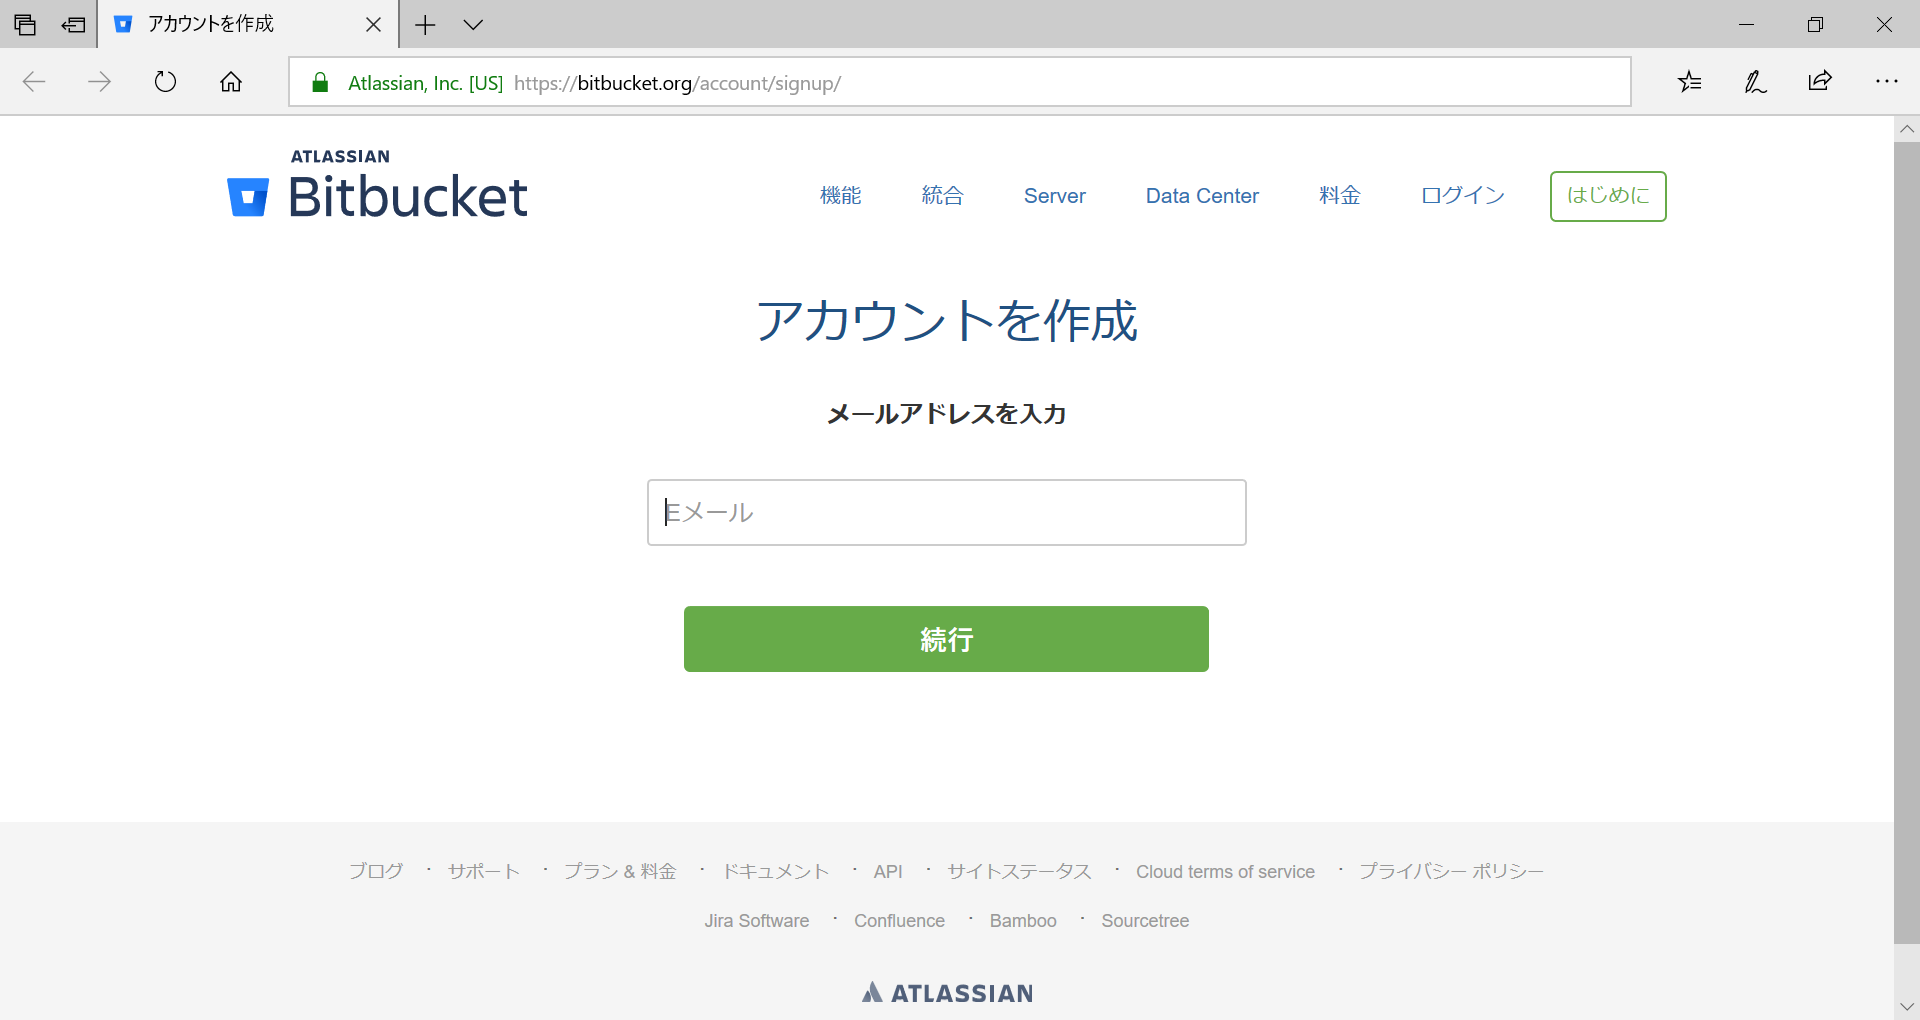 アカウントを作成
Atlassian, Inc. [US] https://bitbucket.org/account/signup/
ATLASSIAN
Bitbucket
機能 統合 Server Data Center 料金 ログイン はじめに
アカウントを作成
メールアドレスを入力
Eメール
続行
ブログ · サポート · プラン & 料金 · ドキュメント · API · サイトステータス · Cloud terms of service · プライバシー ポリシー
Jira Software · Confluence · Bamboo · Sourcetree
ATLASSIAN